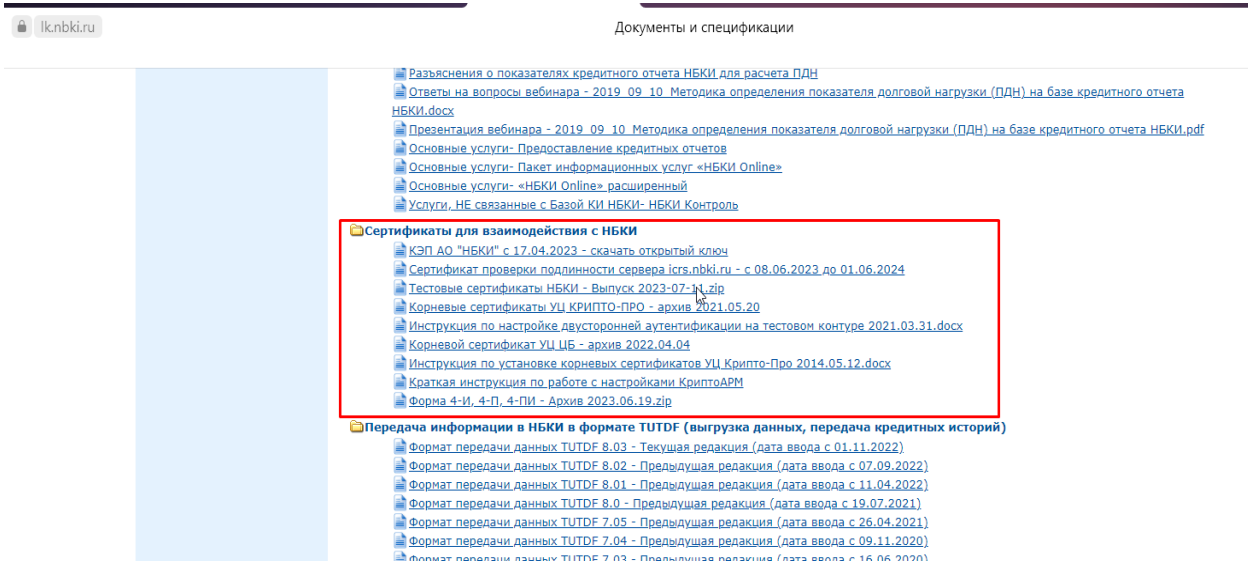 lk.nbki.ru
Документы и спецификации
Разъяснения о показателях кредитного отчета НБКИ для расчета ПДН
Ответы на вопросы вебинара - 2019_09_10_Методика определения показателя долговой нагрузки (ПДН) на базе кредитного отчета
НБКИ.docx
Презентация вебинара - 2019_09_10_Методика определения показателя долговой нагрузки (ПДН) на базе кредитного отчета НБКИ.pdf
Основные услуги- Предоставление кредитных отчетов
Основные услуги- Пакет информационных услуг «НБКИ Online»
Основные услуги- «НБКИ Online» расширенный
Услуги, НЕ связанные с Базой КИ НБКИ- НБКИ Контроль
Сертификаты для взаимодействия с НБКИ
КЭП АО "НБКИ" с 17.04.2023 - скачать открытый ключ
Сертификат проверки подлинности сервера icrs.nbki.ru - с 08.06.2023 до 01.06.2024
Тестовые сертификаты НБКИ - Выпуск 2023-07-11.zip
Корневые сертификаты УЦ КРИПТО-ПРО - архив 2021.05.20
Инструкция по настройке двусторонней аутентификации на тестовом контуре 2021.03.31.docx
Корневой сертификат УЦ ЦБ - архив 2022.04.04
Инструкция по установке корневых сертификатов УЦ Крипто-Про 2014.05.12.docx
Краткая инструкция по работе с настройками КриптоАРМ
Форма 4-И, 4-П, 4-ПИ - Архив 2023.06.19.zip
Передача информации в НБКИ в формате TUTDF (выгрузка данных, передача кредитных историй)
Формат передачи данных TUTDF 8.03 - Текущая редакция (дата ввода с 01.11.2022)
Формат передачи данных TUTDF 8.02 - Предыдущая редакция (дата ввода с 07.09.2022)
Формат передачи данных TUTDF 8.01 - Предыдущая редакция (дата ввода с 11.04.2022)
Формат передачи данных TUTDF 8.0 - Предыдущая редакция (дата ввода с 19.07.2021)
Формат передачи данных TUTDF 7.05 - Предыдущая редакция (дата ввода с 26.04.2021)
Формат передачи данных TUTDF 7.04 - Предыдущая редакция (дата ввода с 09.11.2020)
Формат передачи данных TUTDF 7.03 - Предыдущая редакция (дата ввода с 16.06.2020)